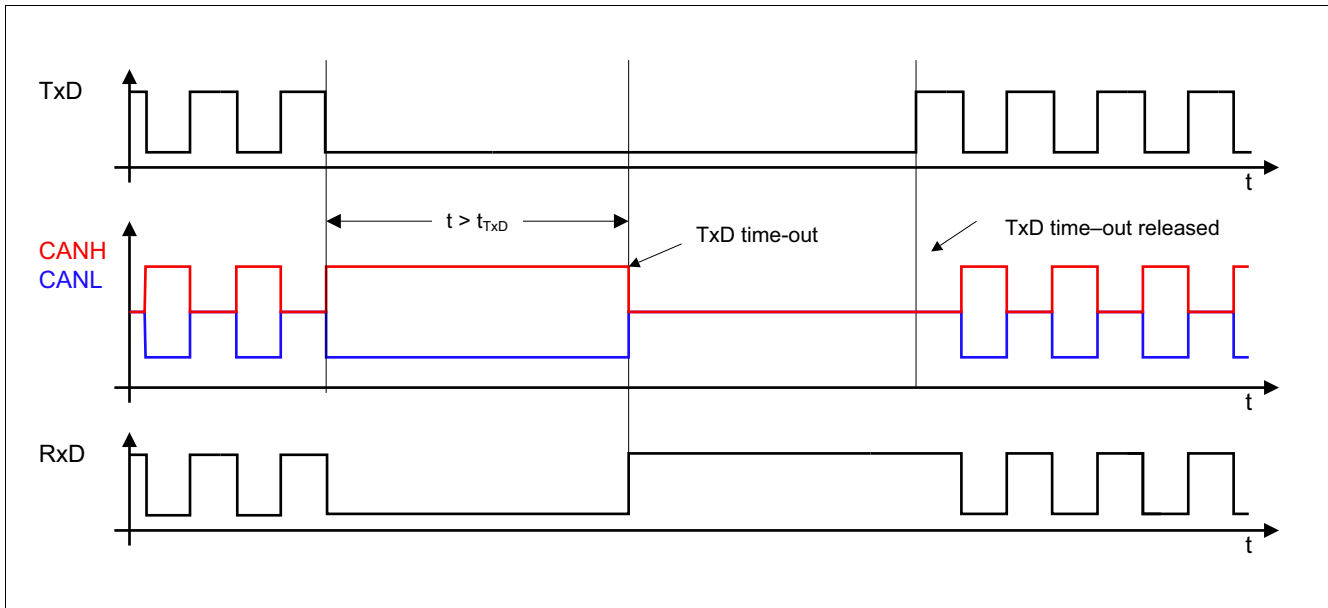 TxD
t
t > tTxD
TxD time-out
TxD time–out released
CANH
CANL
t
RxD
t